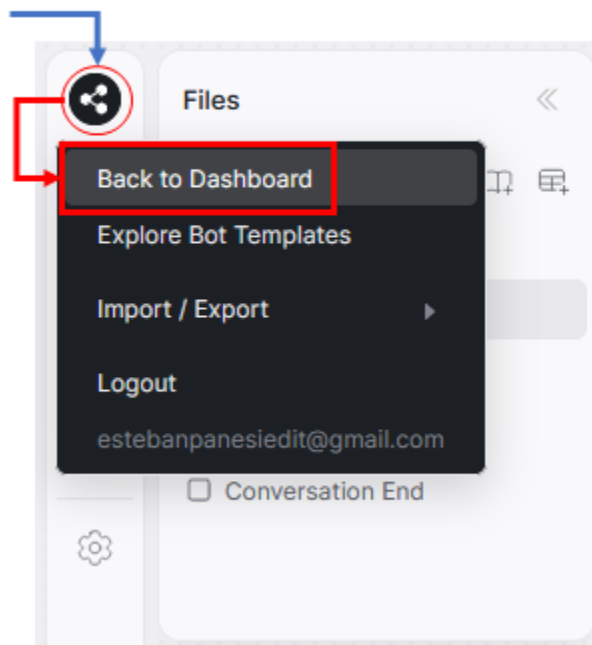 Files
Back to Dashboard
Explore Bot Templates
Import / Export
Logout
estebanpanesiedit@gmail.com
Conversation End